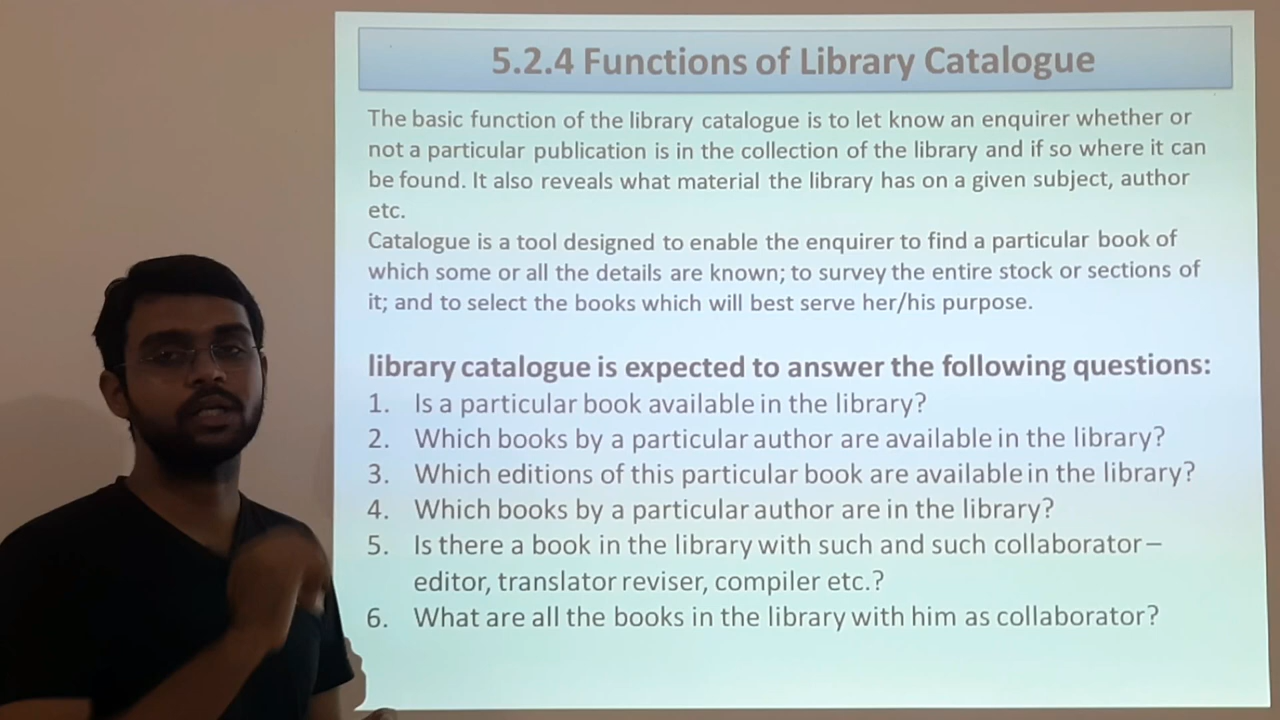 5.2.4 Functions of Library Catalogue
The basic function of the library catalogue is to let know an enquirer whether or
not a particular publication is in the collection of the library and if so where it can
be found. It also reveals what material the library has on a given subject, author
etc.
Catalogue is a tool designed to enable the enquirer to find a particular book of
which some or all the details are known; to survey the entire stock or sections of
it; and to select the books which will best serve her/his purpose.
library catalogue is expected to answer the following questions:
1. Is a particular book available in the library?
2. Which books by a particular author are available in the library?
3. Which editions of this particular book are available in the library?
4. Which books by a particular author are in the library?
5. Is there a book in the library with such and such collaborator–
editor, translator reviser, compiler etc.?
6. What are all the books in the library with him as collaborator?